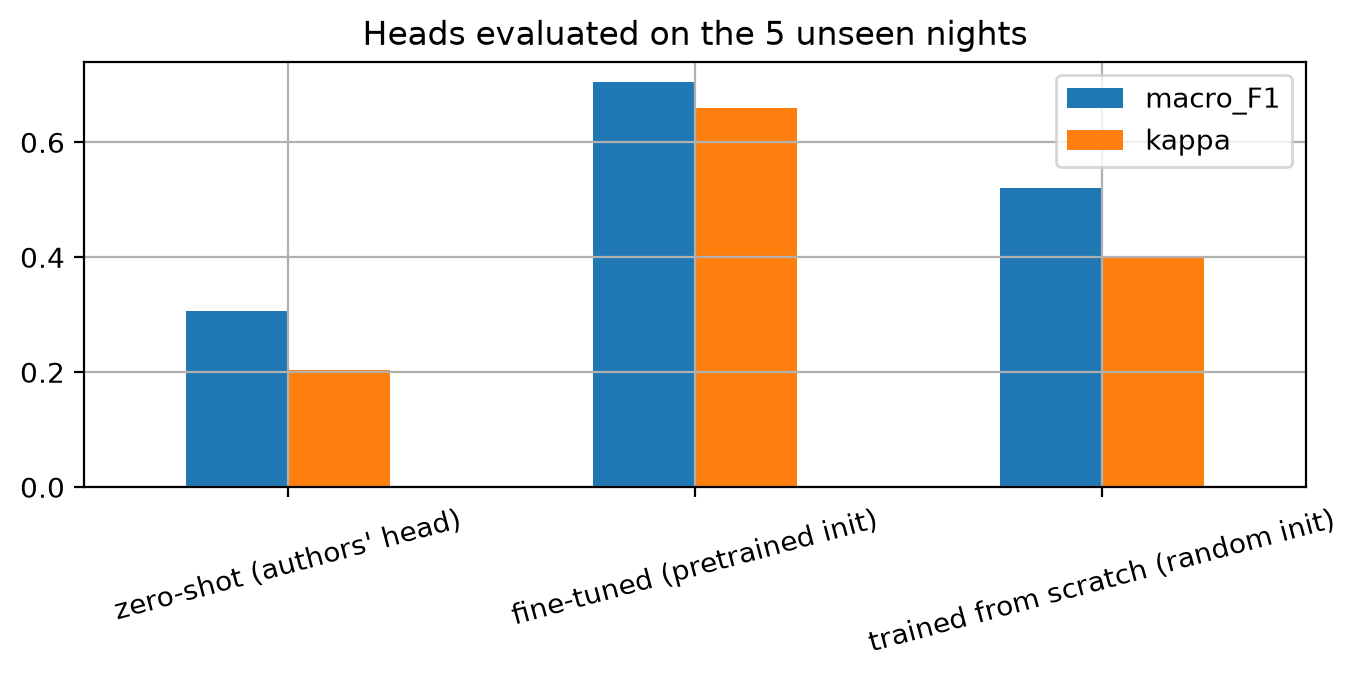 Heads evaluated on the 5 unseen nights
macro_F1
kappa
0.6
0.4
0.2
0.0
zero-shot (authors' head)
fine-tuned (pretrained init)
trained from scratch (random init)